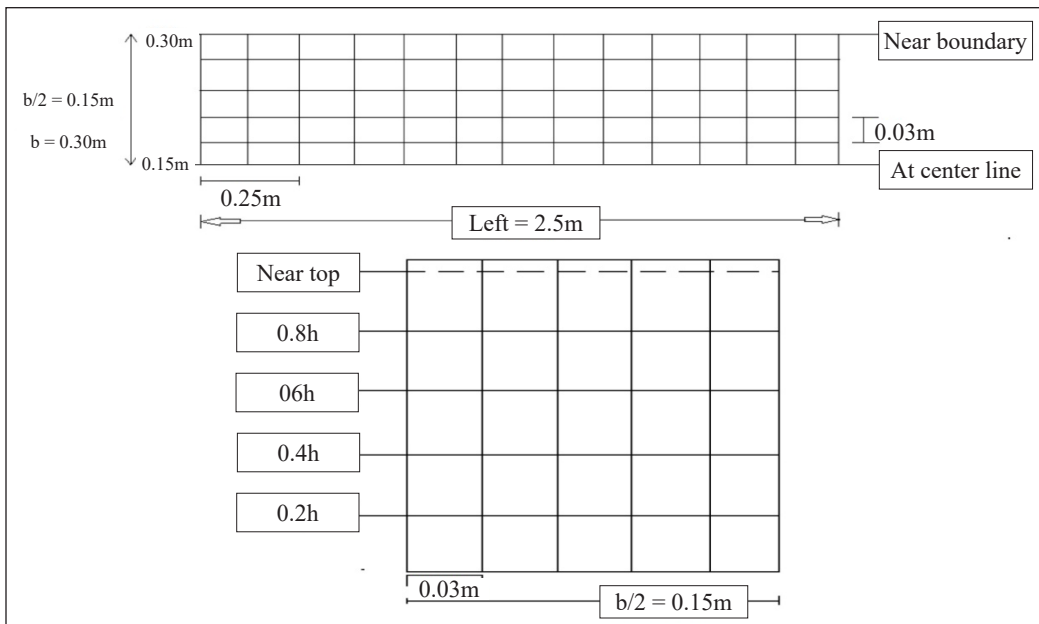 0.30m
Near boundary
b/2 = 0.15m
b = 0.30m
0.03m
0.15m
At center line
0.25m
Left = 2.5m
Near top
0.8h
06h
0.4h
0.2h
0.03m
b/2 = 0.15m